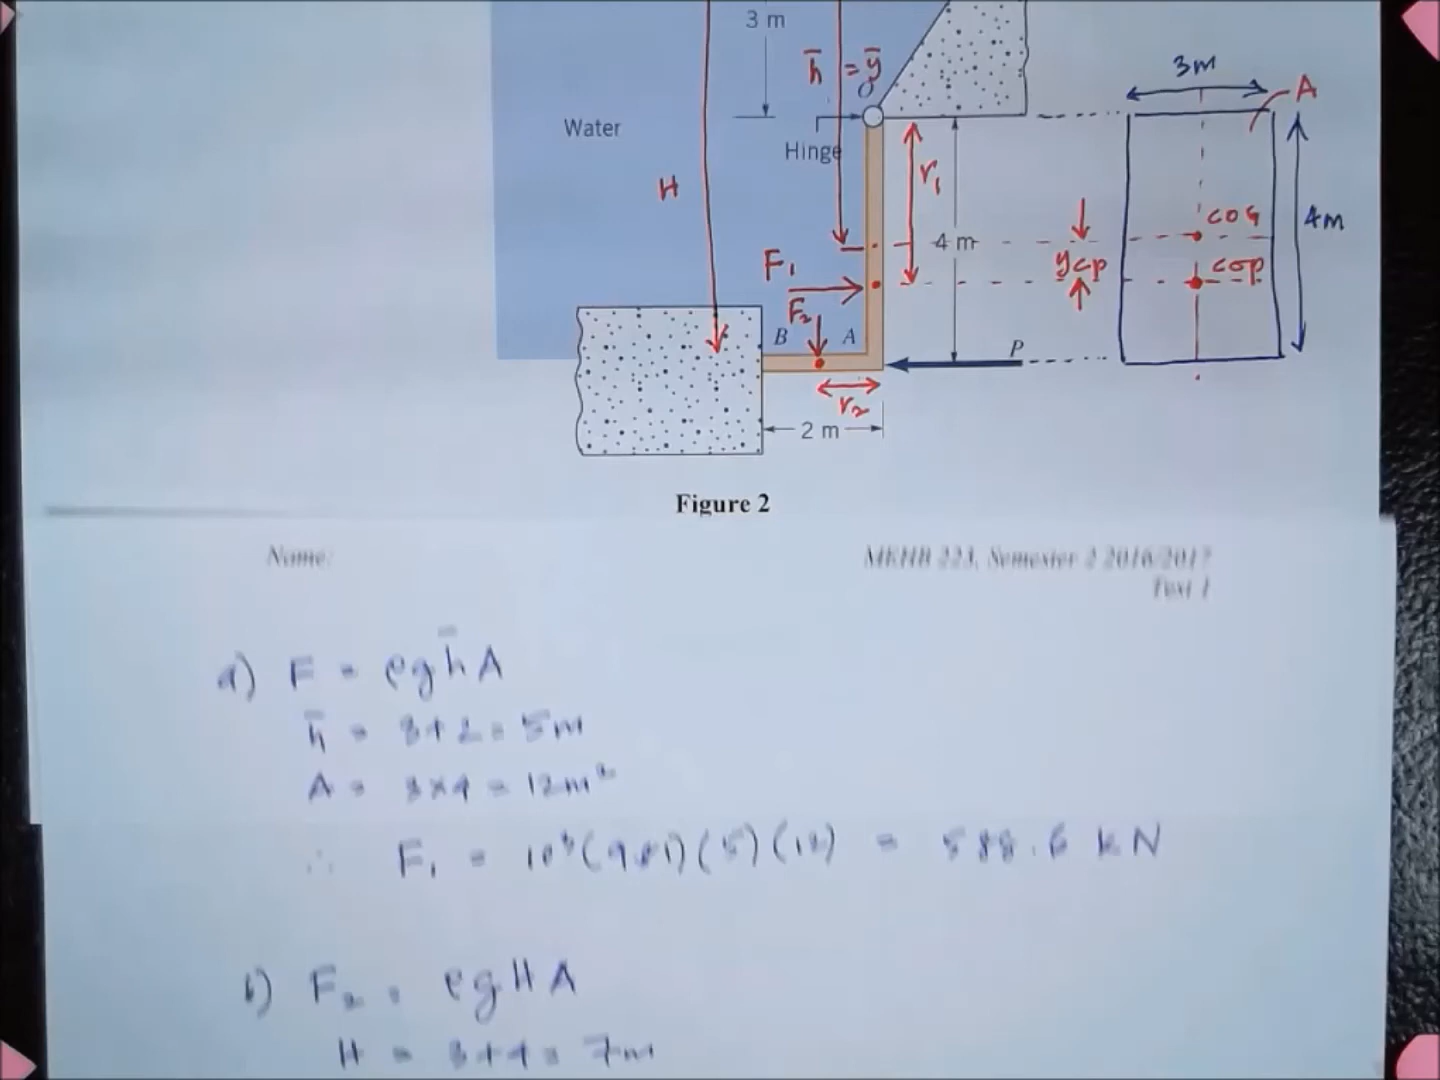 3 m
h̄ = ȳ
O
3m
A
Water
Hinge
H
r₁
4 m
COG
4m
F₁
ycp
COP
F₂
B
A
P
r₂
2 m
Figure 2
Name:
MEHB 223, Semester 2 2016/2017
Test 1
a) F = ρgh̄A
h̄ = 3+2 = 5m
A = 3×4 = 12m²
∴ F₁ = 10³(9.81)(5)(12) = 588.6 kN
b) F₂ = ρgHA
H = 3+4 = 7m